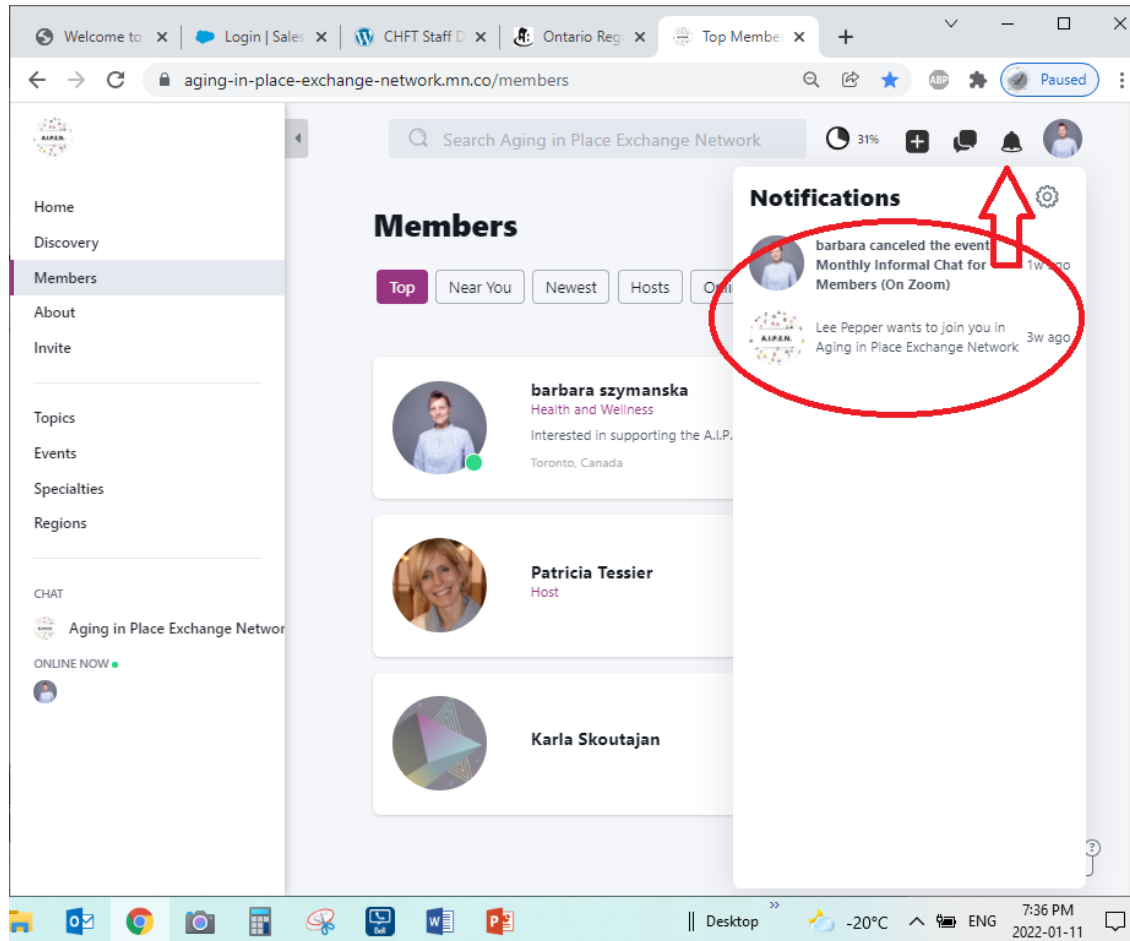 Welcome to
Login | Sales
CHFT Staff D
Ontario Regi
Top Member
aging-in-place-exchange-network.mn.co/members
ABP
Paused
A.I.P.E.N.
Search Aging in Place Exchange Network
31%
Home
Discovery
Members
About
Invite
Topics
Events
Specialties
Regions
CHAT
Aging in Place Exchange Networ
ONLINE NOW
Members
Top
Near You
Newest
Hosts
Onli
barbara szymanska
Health and Wellness
Interested in supporting the A.I.P.
Toronto, Canada
Patricia Tessier
Host
Karla Skoutajan
Notifications
barbara canceled the event
Monthly Informal Chat for
Members (On Zoom)
1w ago
A.I.P.E.N.
Lee Pepper wants to join you in
Aging in Place Exchange Network
3w ago
?
Bell
Desktop
-20°C
ENG
7:36 PM
2022-01-11